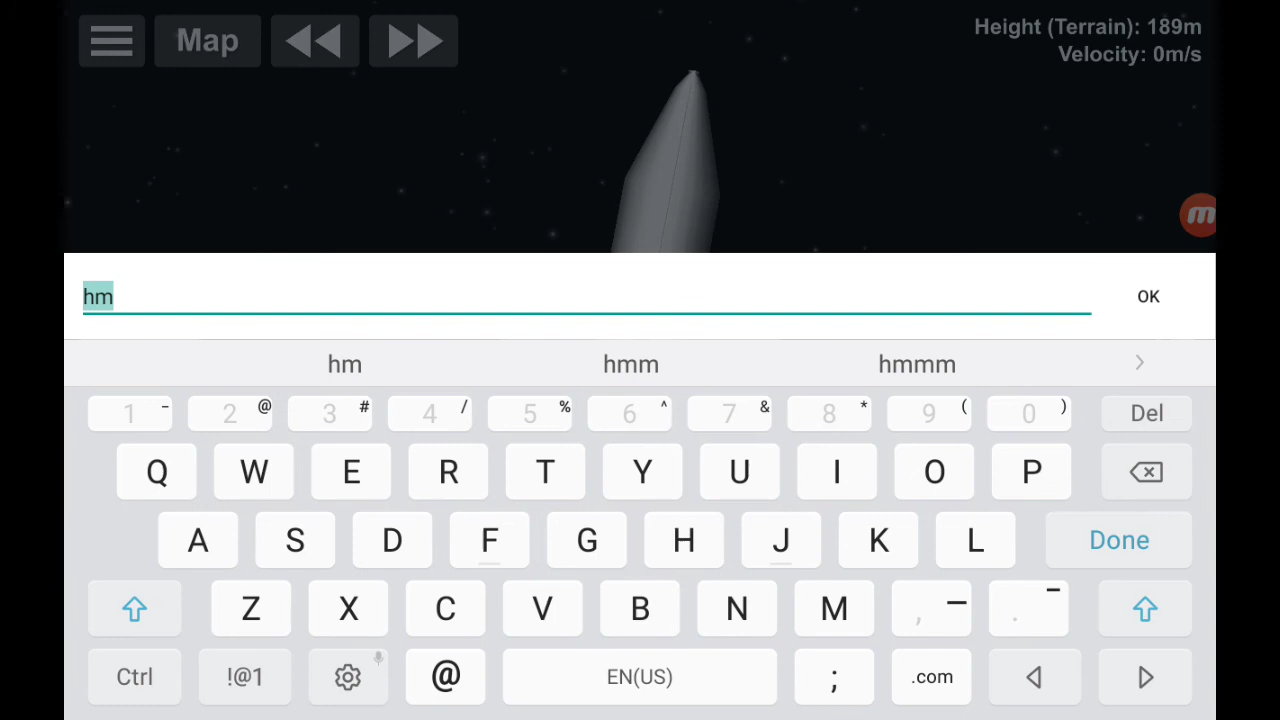 Map
Height (Terrain): 189m
Velocity: 0m/s
m
hm
OK
hm hmm hmmm
1 - 2 @ 3 # 4 / 5 % 6 ^ 7 & 8 * 9 ( 0 ) Del
Q W E R T Y U I O P
A S D F G H J K L Done
Z X C V B N M , — . -
Ctrl !@1 @ EN(US) ; .com